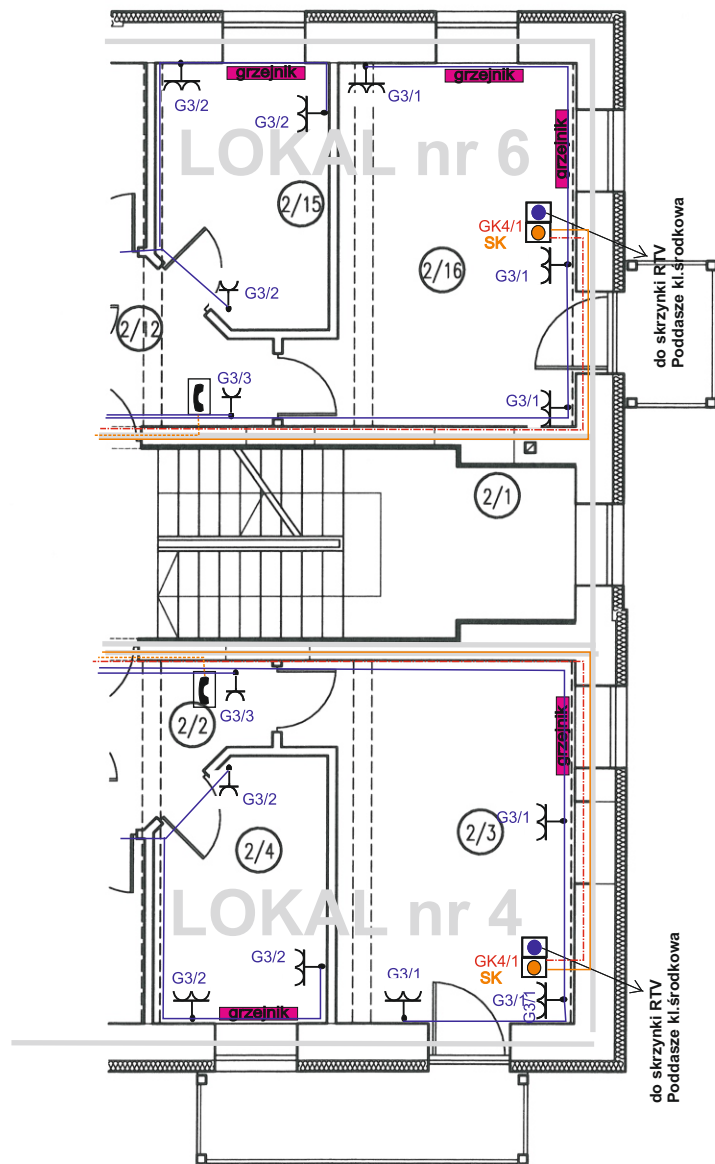 grzejnik
grzejnik
G3/2
G3/2
G3/1
LOKAL nr 6
grzejnik
2/15
GK4/1
SK
2/16
G3/1
G3/2
do skrzynki RTV
Poddasze kl.środkowa
2/12
G3/3
G3/1
2/1
G3/3
2/2
grzejnik
G3/2
G3/1
2/3
2/4
LOKAL nr 4
G3/2
G3/2
G3/1
GK4/1
SK
G3/1
G3/1
do skrzynki RTV
Poddasze kl.środkowa
grzejnik